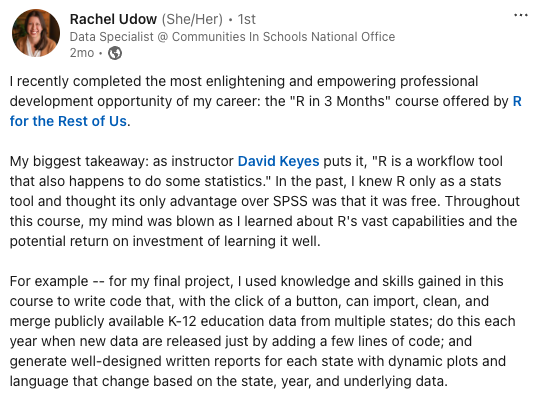 Rachel Udow (She/Her) • 1st
Data Specialist @ Communities In Schools National Office
2mo •
I recently completed the most enlightening and empowering professional
development opportunity of my career: the "R in 3 Months" course offered by R
for the Rest of Us.
My biggest takeaway: as instructor David Keyes puts it, "R is a workflow tool
that also happens to do some statistics." In the past, I knew R only as a stats
tool and thought its only advantage over SPSS was that it was free. Throughout
this course, my mind was blown as I learned about R's vast capabilities and the
potential return on investment of learning it well.
For example -- for my final project, I used knowledge and skills gained in this
course to write code that, with the click of a button, can import, clean, and
merge publicly available K-12 education data from multiple states; do this each
year when new data are released just by adding a few lines of code; and
generate well-designed written reports for each state with dynamic plots and
language that change based on the state, year, and underlying data.